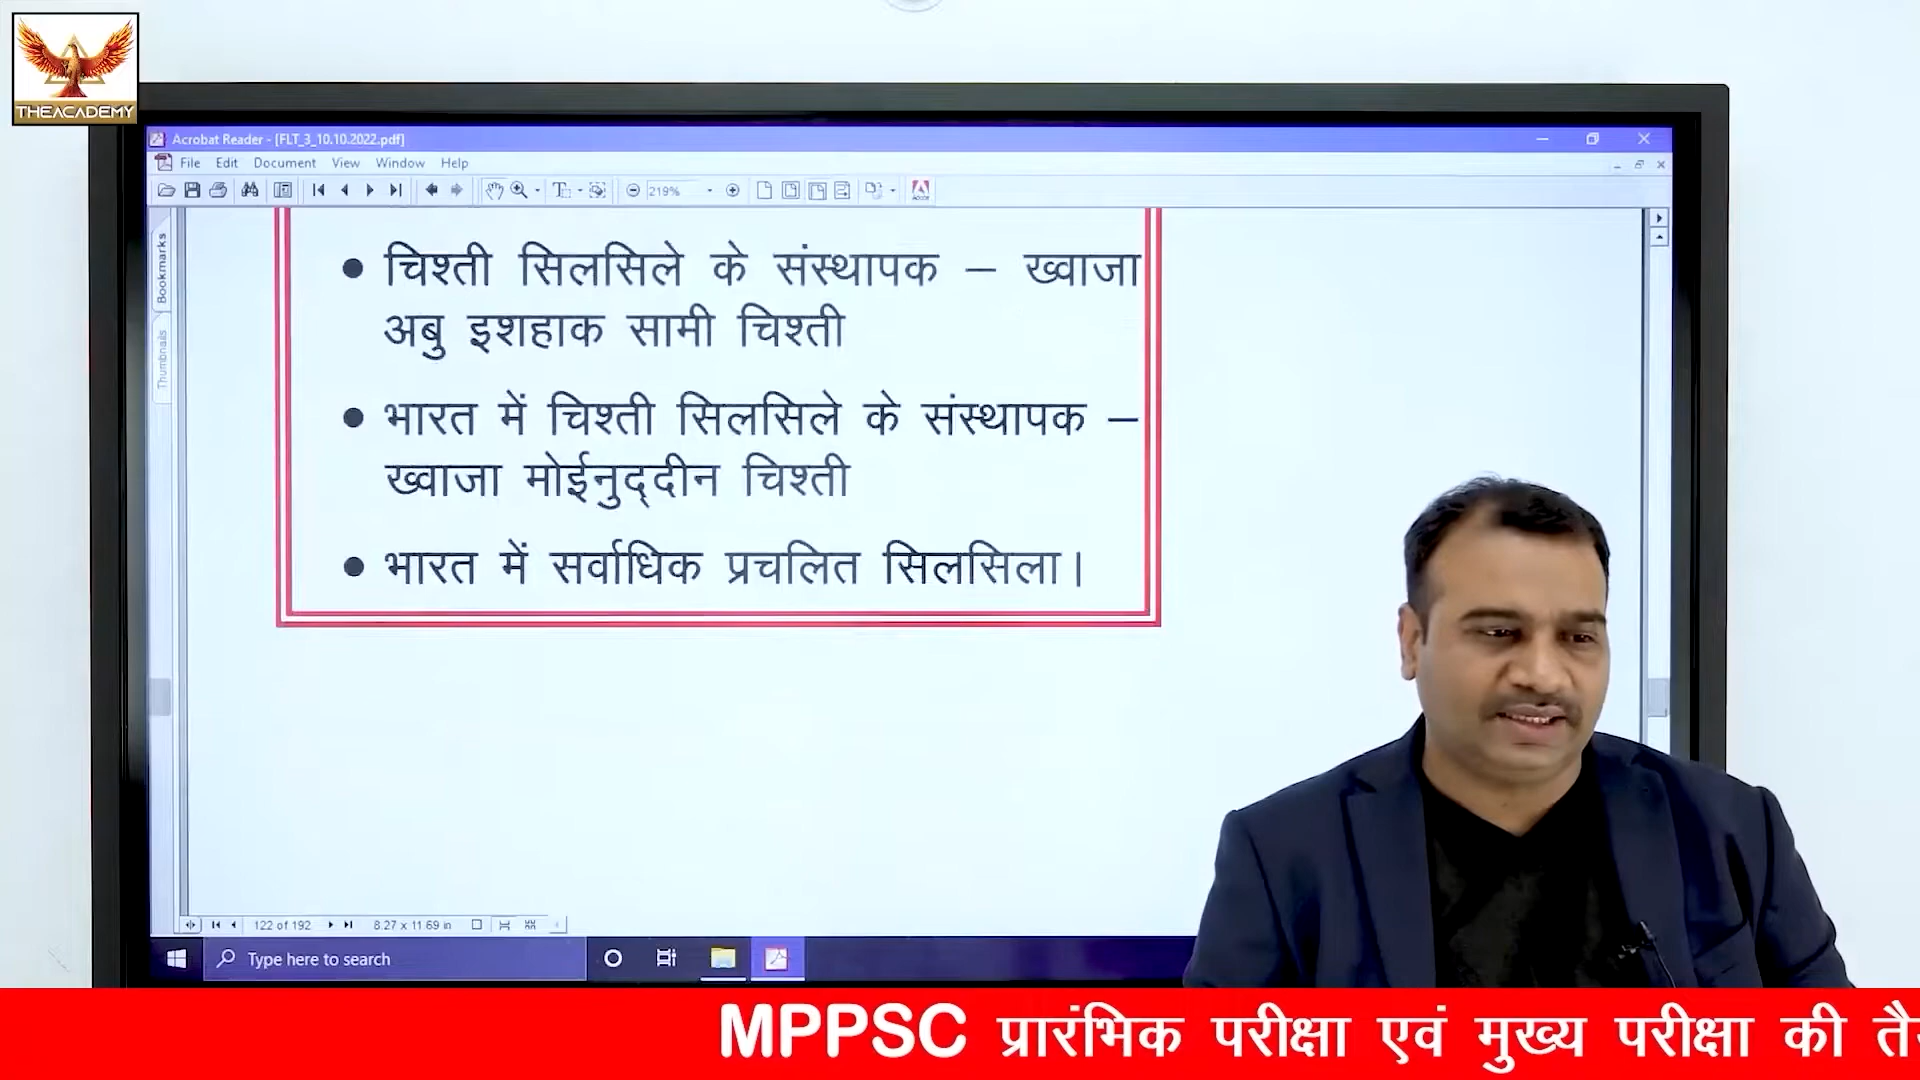 THEACADEMY
Acrobat Reader - [FLT_3_10.10.2022.pdf]
File Edit Document View Window Help
219%
Bookmarks
Thumbnails
• चिश्ती सिलसिले के संस्थापक – ख्वाजा
अबु इशहाक सामी चिश्ती
• भारत में चिश्ती सिलसिले के संस्थापक –
ख्वाजा मोईनुद्दीन चिश्ती
• भारत में सर्वाधिक प्रचलित सिलसिला।
122 of 192 8.27 x 11.69 in
Type here to search
MPPSC प्रारंभिक परीक्षा एवं मुख्य परीक्षा की